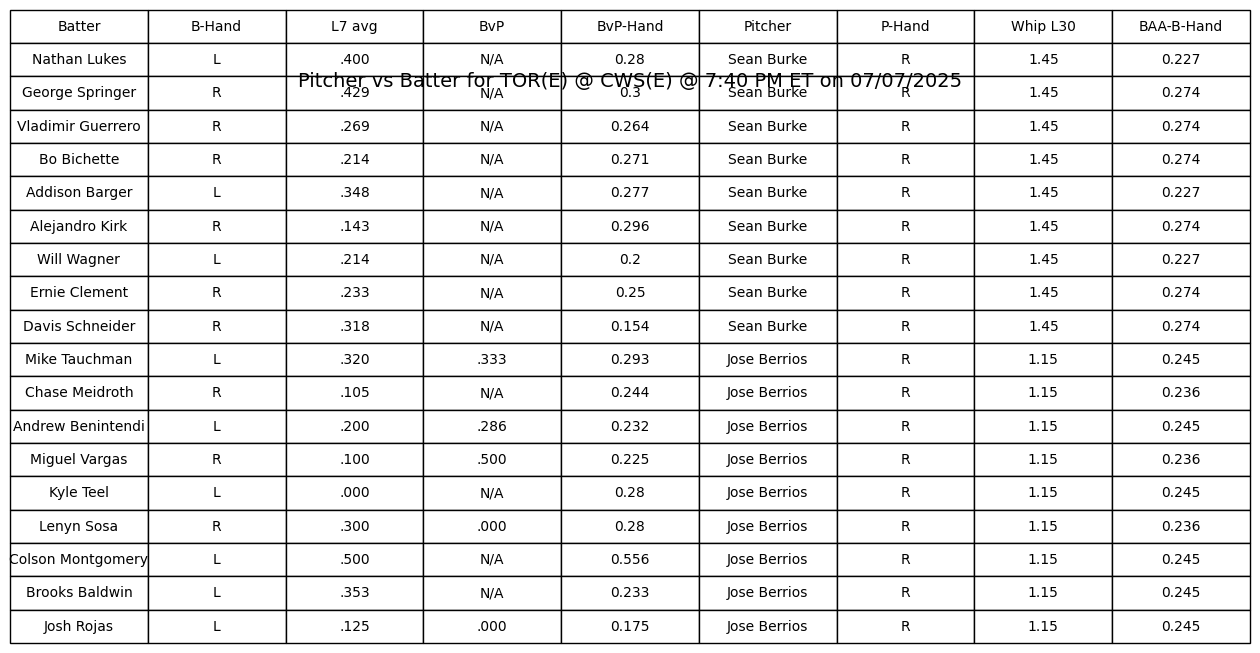 Batter B-Hand L7 avg BvP BvP-Hand Pitcher P-Hand Whip L30 BAA-B-Hand
Nathan Lukes L .400 N/A 0.28 Sean Burke R 1.45 0.227
Pitcher vs Batter for TOR(E) @ CWS(E) @ 7:40 PM ET on 07/07/2025
George Springer R .429 N/A 0.3 Sean Burke R 1.45 0.274
Vladimir Guerrero R .269 N/A 0.264 Sean Burke R 1.45 0.274
Bo Bichette R .214 N/A 0.271 Sean Burke R 1.45 0.274
Addison Barger L .348 N/A 0.277 Sean Burke R 1.45 0.227
Alejandro Kirk R .143 N/A 0.296 Sean Burke R 1.45 0.274
Will Wagner L .214 N/A 0.2 Sean Burke R 1.45 0.227
Ernie Clement R .233 N/A 0.25 Sean Burke R 1.45 0.274
Davis Schneider R .318 N/A 0.154 Sean Burke R 1.45 0.274
Mike Tauchman L .320 .333 0.293 Jose Berrios R 1.15 0.245
Chase Meidroth R .105 N/A 0.244 Jose Berrios R 1.15 0.236
Andrew Benintendi L .200 .286 0.232 Jose Berrios R 1.15 0.245
Miguel Vargas R .100 .500 0.225 Jose Berrios R 1.15 0.236
Kyle Teel L .000 N/A 0.28 Jose Berrios R 1.15 0.245
Lenyn Sosa R .300 .000 0.28 Jose Berrios R 1.15 0.236
Colson Montgomery L .500 N/A 0.556 Jose Berrios R 1.15 0.245
Brooks Baldwin L .353 N/A 0.233 Jose Berrios R 1.15 0.245
Josh Rojas L .125 .000 0.175 Jose Berrios R 1.15 0.245